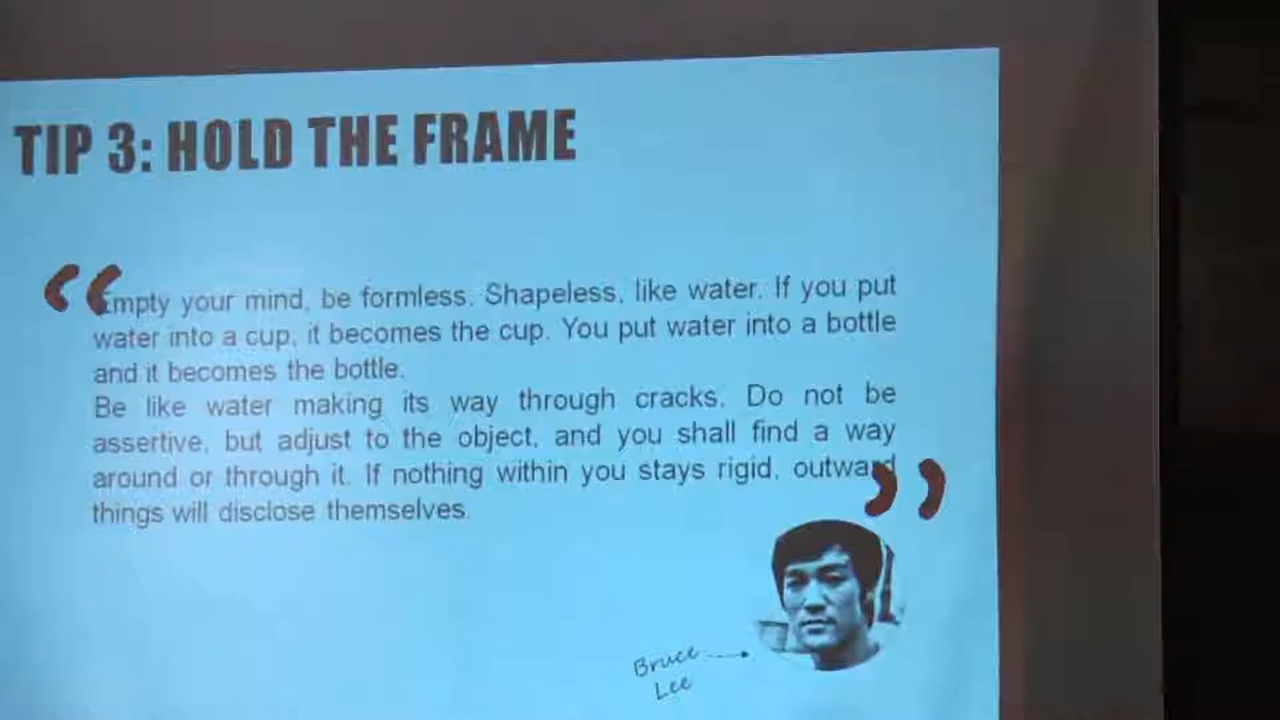 TIP 3: HOLD THE FRAME
“Empty your mind, be formless. Shapeless, like water. If you put
water into a cup, it becomes the cup. You put water into a bottle
and it becomes the bottle.
Be like water making its way through cracks. Do not be
assertive, but adjust to the object, and you shall find a way
around or through it. If nothing within you stays rigid, outward
things will disclose themselves.”
Bruce
Lee